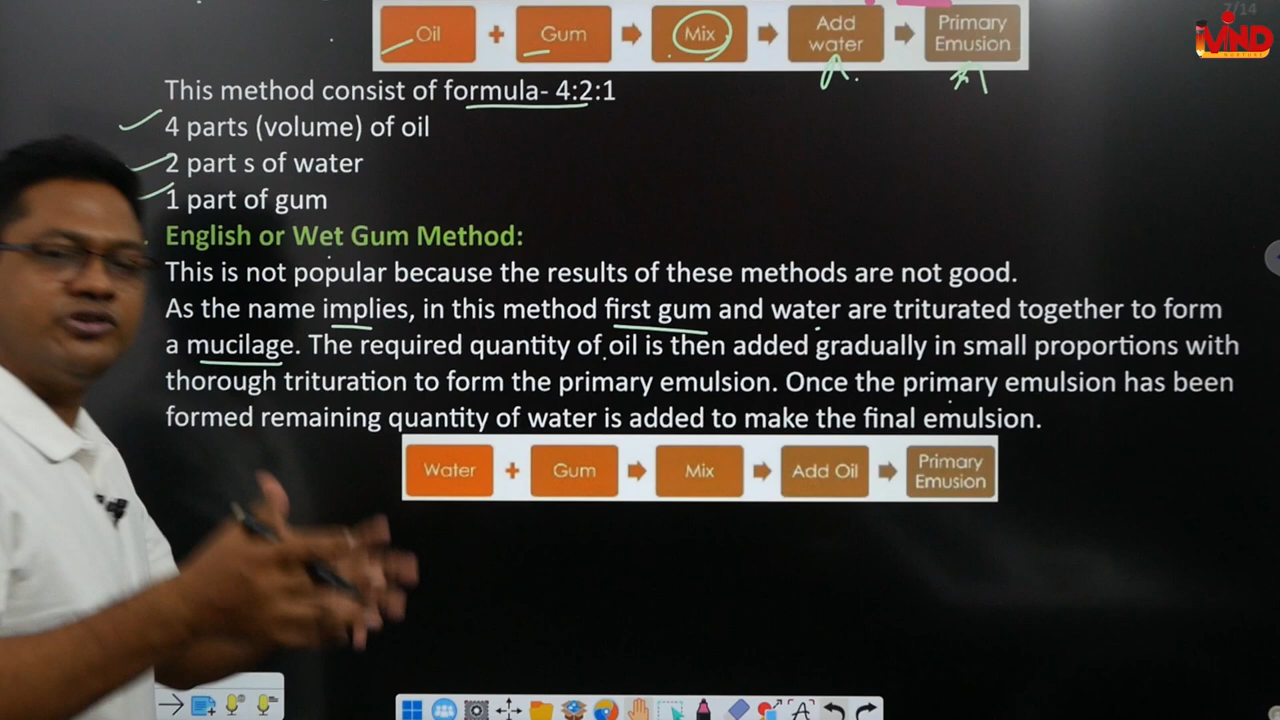 7/14
MIND
Oil + Gum Mix Add water Primary Emusion
This method consist of formula- 4:2:1
4 parts (volume) of oil
2 part s of water
1 part of gum
English or Wet Gum Method:
This is not popular because the results of these methods are not good.
As the name implies, in this method first gum and water are triturated together to form
a mucilage. The required quantity of oil is then added gradually in small proportions with
thorough trituration to form the primary emulsion. Once the primary emulsion has been
formed remaining quantity of water is added to make the final emulsion.
Water + Gum Mix Add Oil Primary Emusion